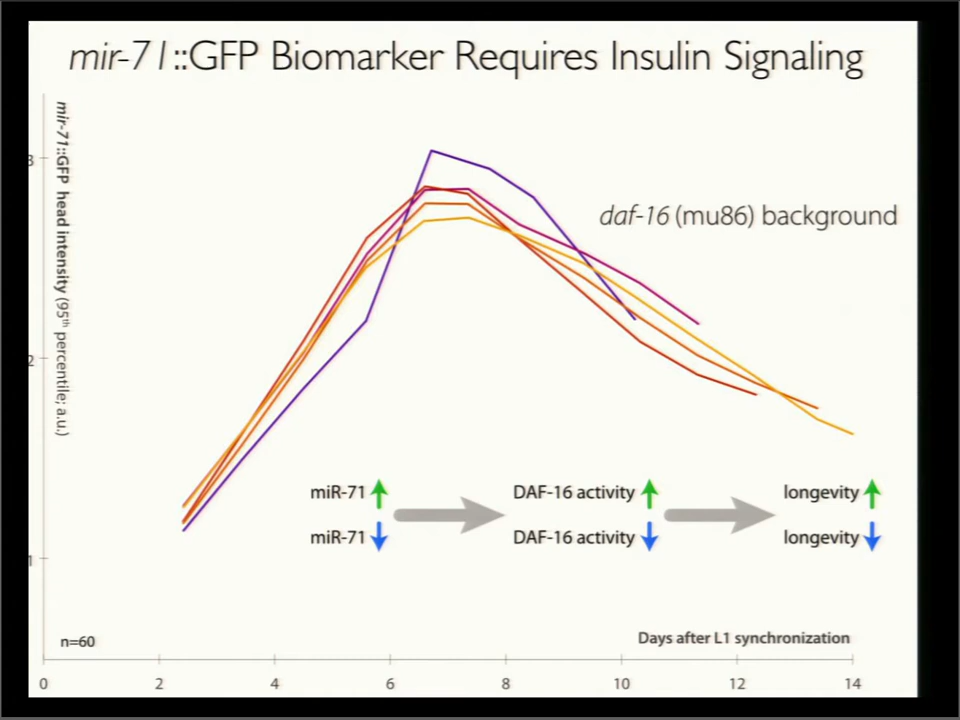 mir-71::GFP Biomarker Requires Insulin Signaling
mir-71::GFP head intensity (95th percentile; a.u.)
3
daf-16 (mu86) background
2
miR-71 DAF-16 activity longevity
miR-71 DAF-16 activity longevity
1
n=60 Days after L1 synchronization
0 2 4 6 8 10 12 14